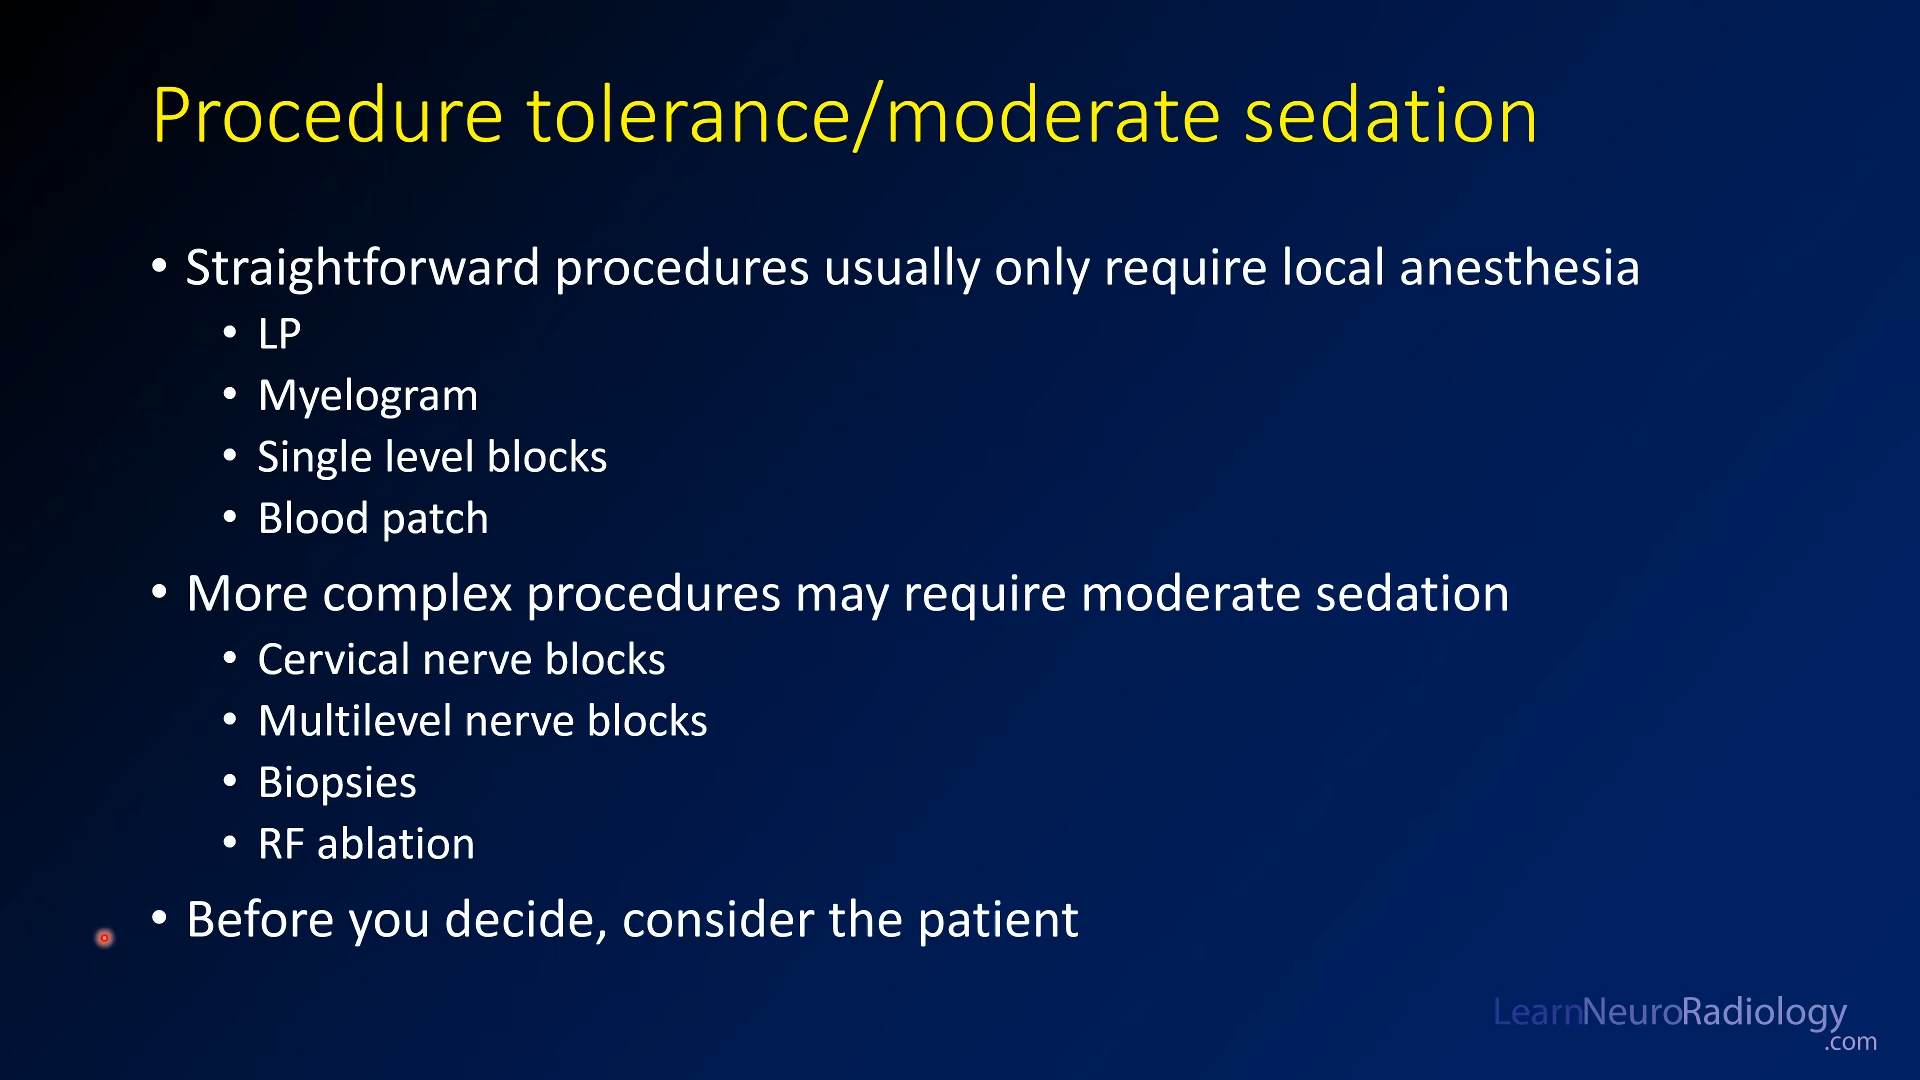 Procedure tolerance/moderate sedation
• Straightforward procedures usually only require local anesthesia
• LP
• Myelogram
• Single level blocks
• Blood patch
• More complex procedures may require moderate sedation
• Cervical nerve blocks
• Multilevel nerve blocks
• Biopsies
• RF ablation
• Before you decide, consider the patient
LearnNeuroRadiology
.com